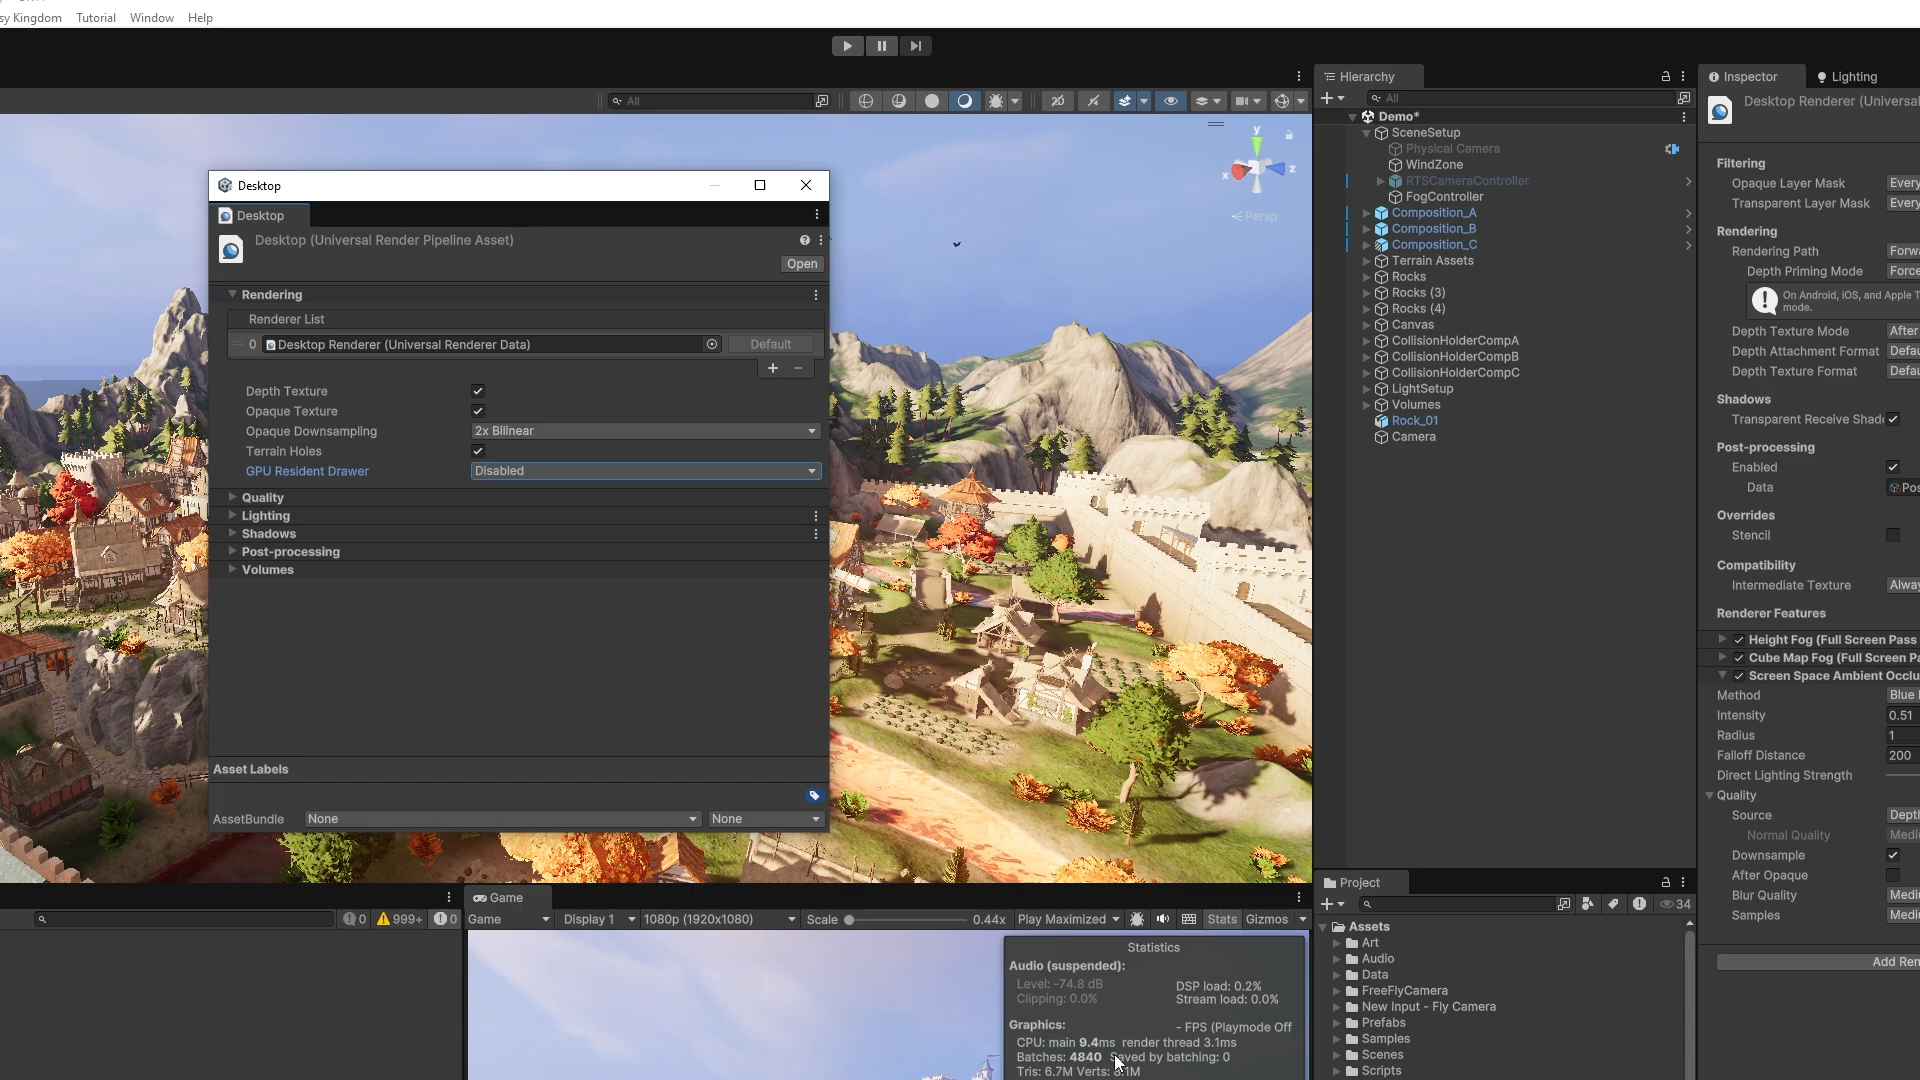 sy Kingdom Tutorial Window Help
All
Persp
Desktop
Desktop
Desktop (Universal Render Pipeline Asset)
Open
Rendering
Renderer List
0 Desktop Renderer (Universal Renderer Data) Default
Depth Texture
Opaque Texture
Opaque Downsampling 2x Bilinear
Terrain Holes
GPU Resident Drawer Disabled
Quality
Lighting
Shadows
Post-processing
Volumes
Asset Labels
AssetBundle None None
0 999+ 0
Game
Game Display 1 1080p (1920x1080) Scale 0.44x Play Maximized Stats Gizmos
Statistics
Audio (suspended):
Level: -74.8 dB DSP load: 0.2%
Clipping: 0.0% Stream load: 0.0%
Graphics: - FPS (Playmode Off
CPU: main 9.4ms render thread 3.1ms
Batches: 4840 Saved by batching: 0
Tris: 6.7M Verts:
Hierarchy
All
Demo*
SceneSetup
Physical Camera
WindZone
RTSCameraController
FogController
Composition_A
Composition_B
Composition_C
Terrain Assets
Rocks
Rocks (3)
Rocks (4)
Canvas
CollisionHolderCompA
CollisionHolderCompB
CollisionHolderCompC
LightSetup
Volumes
Rock_01
Camera
Project
34
Assets
Art
Audio
Data
FreeFlyCamera
New Input - Fly Camera
Prefabs
Samples
Scenes
Scripts
Inspector Lighting
Desktop Renderer (Universal
Filtering
Opaque Layer Mask Every
Transparent Layer Mask Every
Rendering
Rendering Path Forw
Depth Priming Mode Force
On Android, iOS, and Apple T
mode.
Depth Texture Mode After
Depth Attachment Format Defau
Depth Texture Format Defau
Shadows
Transparent Receive Shad
Post-processing
Enabled
Data Pos
Overrides
Stencil
Compatibility
Intermediate Texture Alway
Renderer Features
Height Fog (Full Screen Pass
Cube Map Fog (Full Screen Pa
Screen Space Ambient Occlu
Method Blue
Intensity 0.51
Radius 1
Falloff Distance 200
Direct Lighting Strength
Quality
Source Depth
Normal Quality Medi
Downsample
After Opaque
Blur Quality Medi
Samples Medi
Add Ren